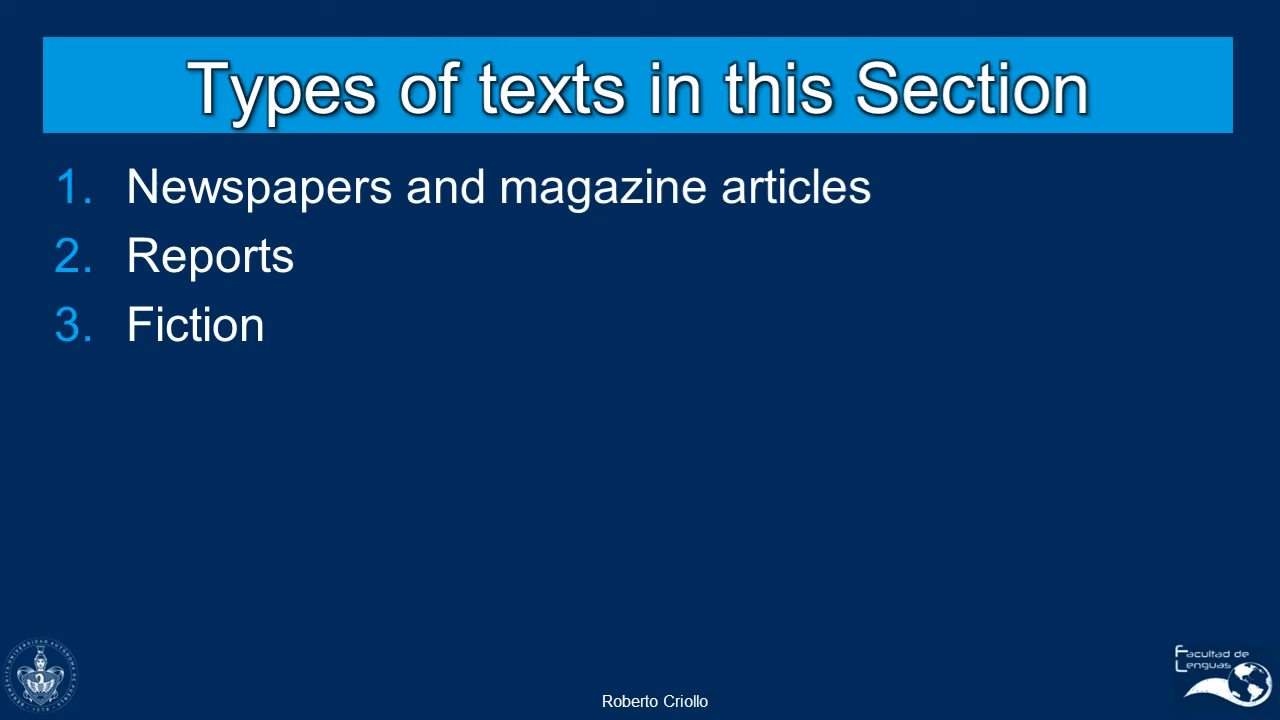 Types of texts in this Section
1. Newspapers and magazine articles
2. Reports
3. Fiction
Facultad de
Lenguas
Roberto Criollo